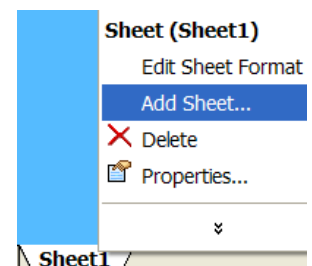 Sheet (Sheet1)
Edit Sheet Format
Add Sheet...
Delete
Properties...
Sheet1